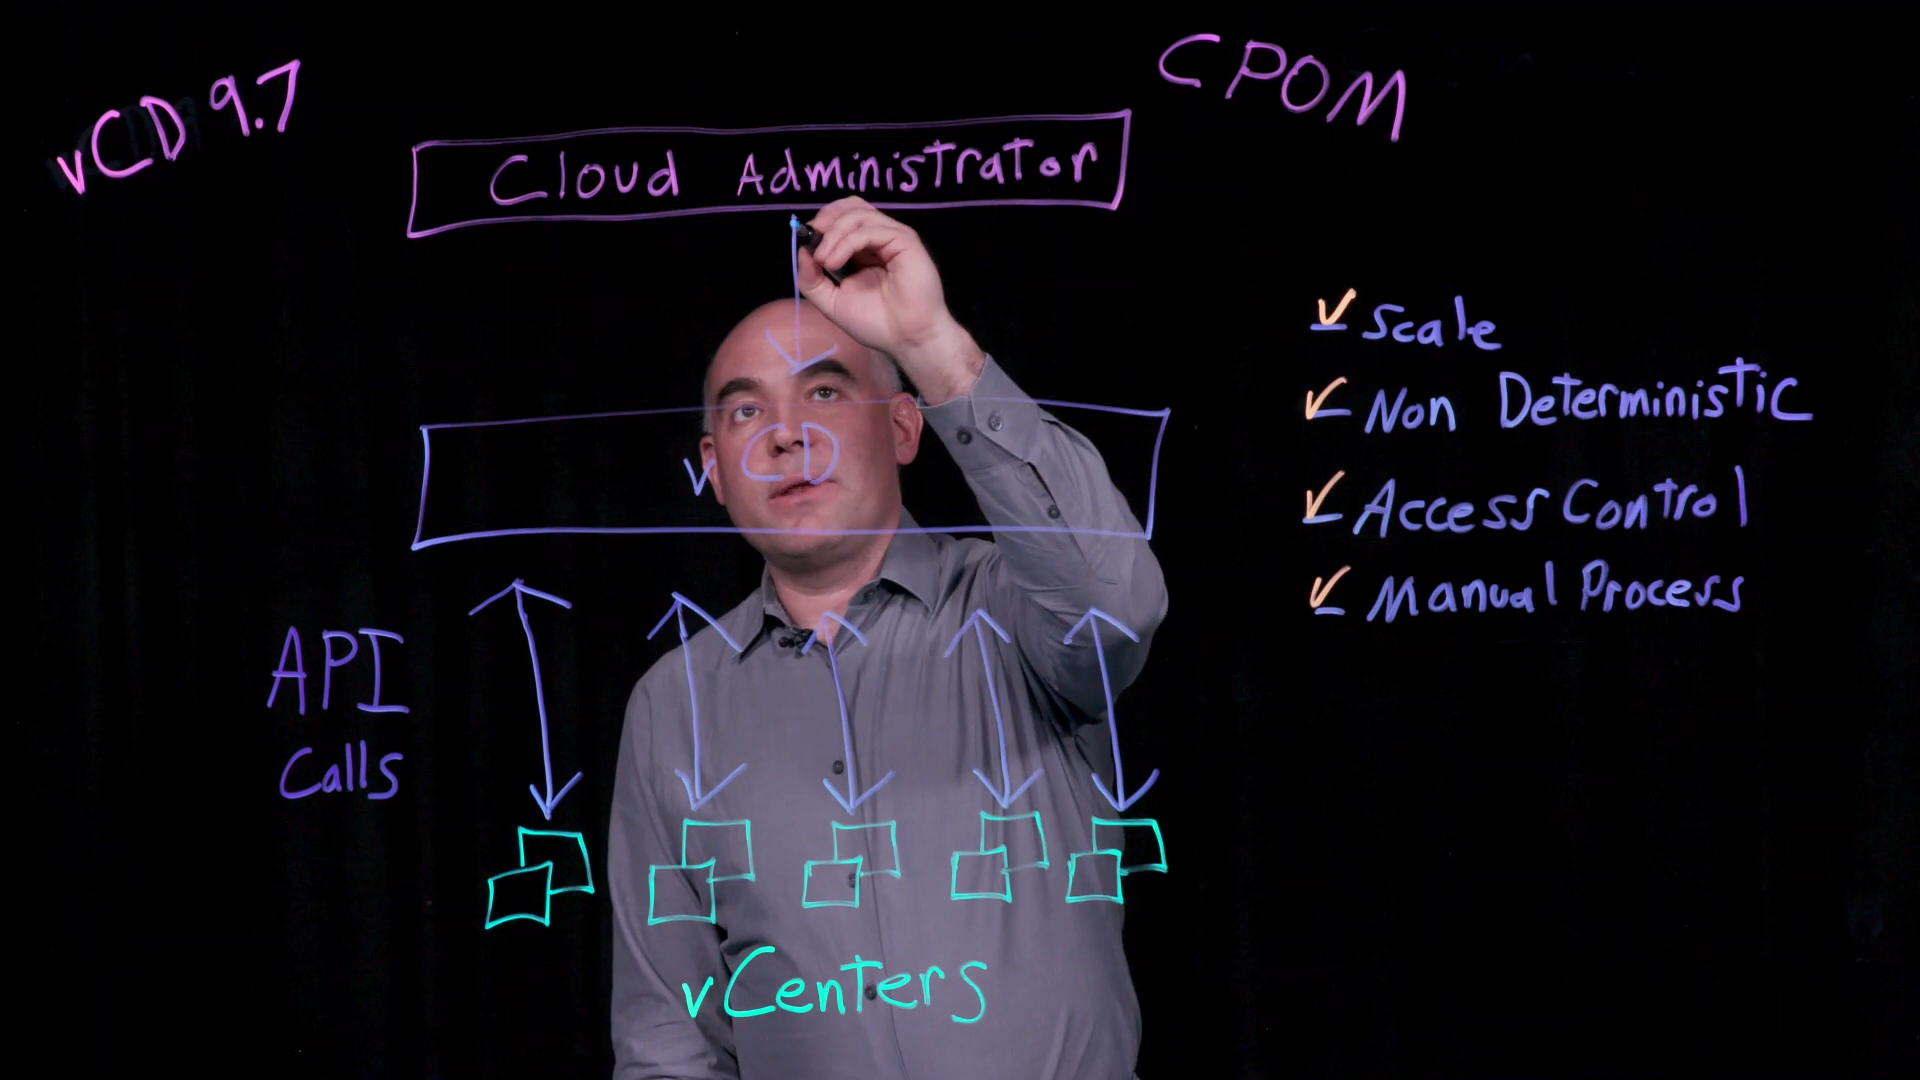 vCD 9.7
CPOM
Cloud Administrator
vCD
API
Calls
vCenters
Scale
Non Deterministic
Access Control
Manual Process